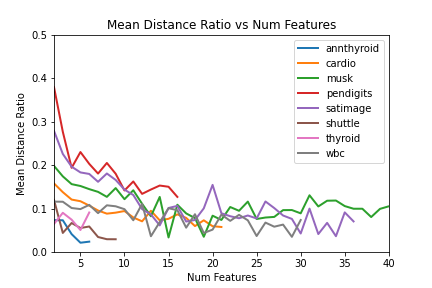 Mean Distance Ratio vs Num Features
Mean Distance Ratio
0.5
0.4
0.3
0.2
0.1
0.0
annthyroid
cardio
musk
pendigits
satimage
shuttle
thyroid
wbc
5 10 15 20 25 30 35 40
Num Features